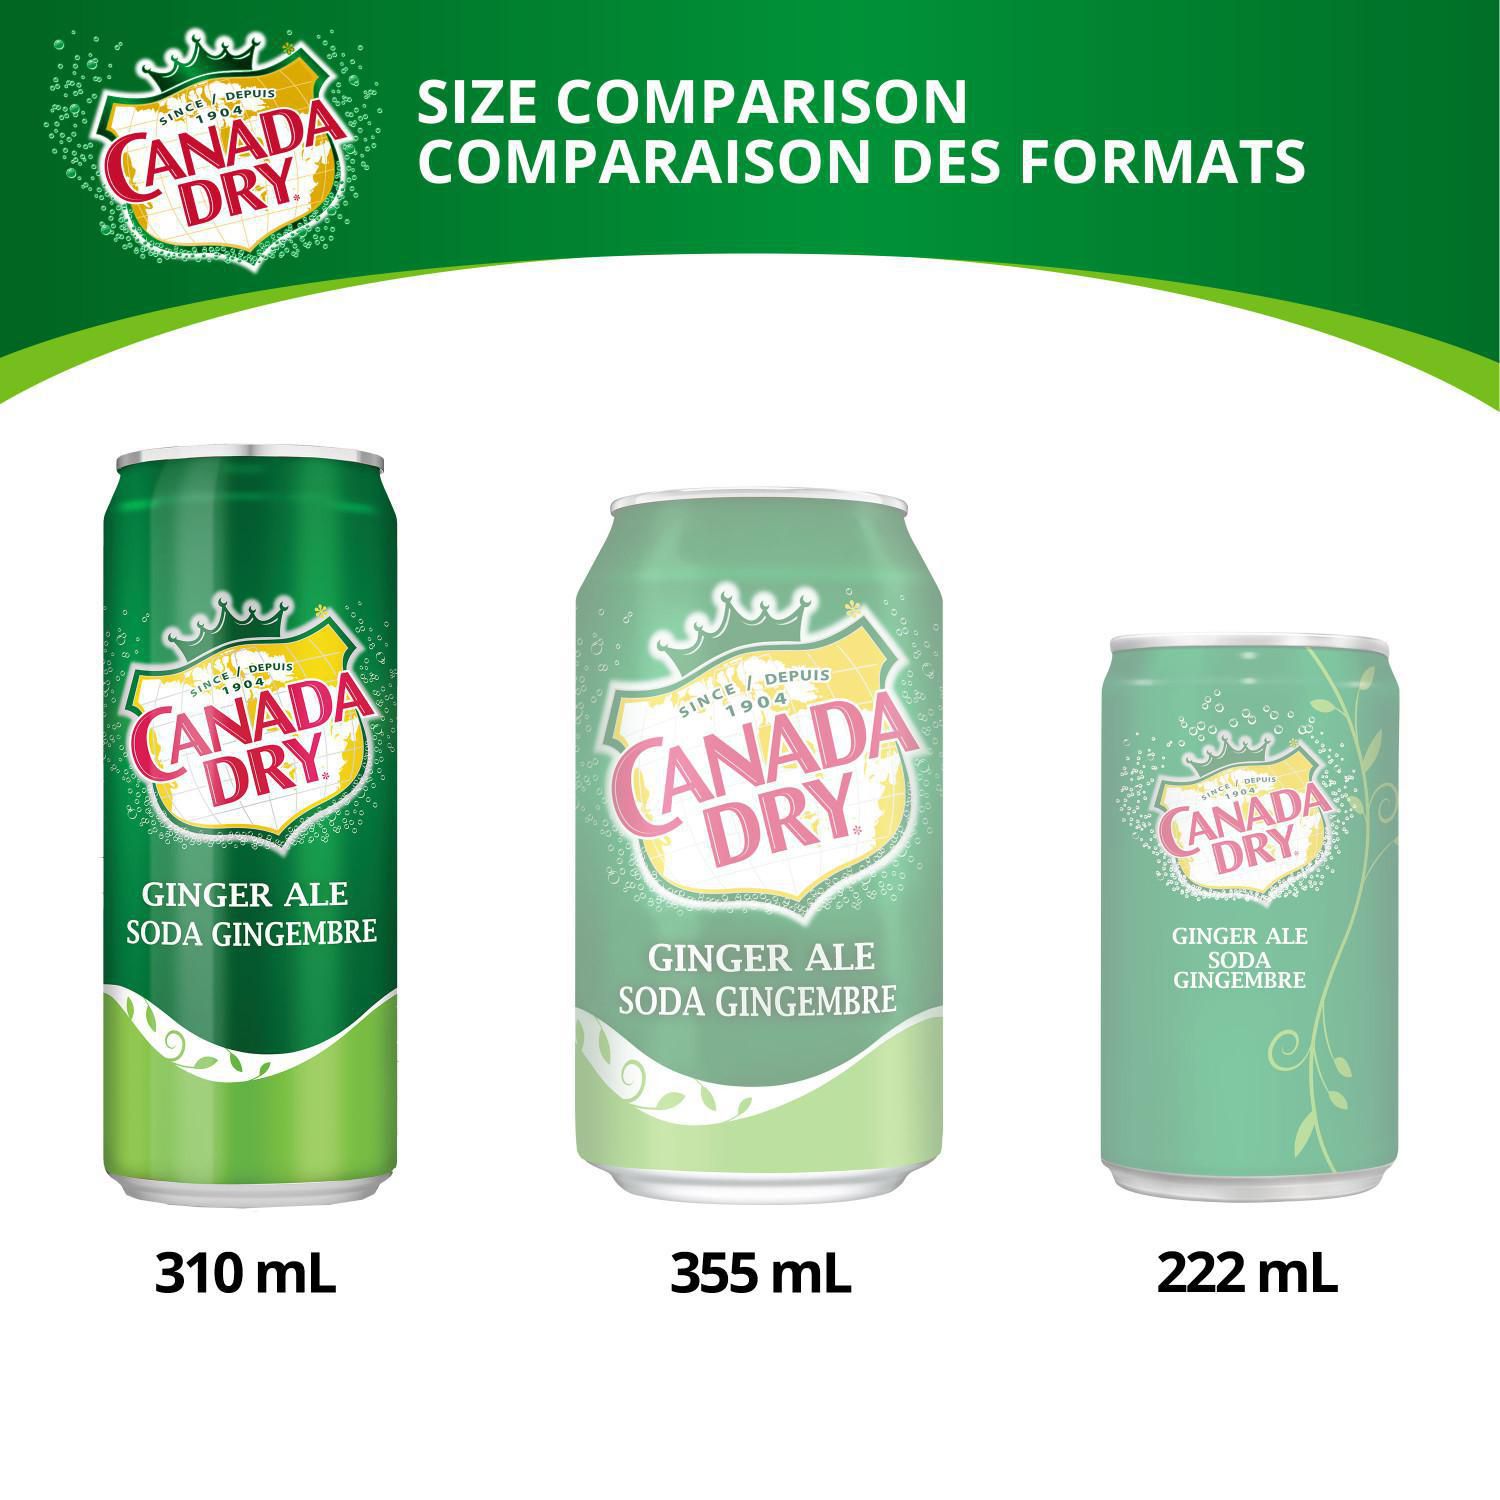 SINCE / DEPUIS
1904
CANADA
DRY
SIZE COMPARISON
COMPARAISON DES FORMATS
SINCE / DEPUIS
1904
CANADA
DRY
GINGER ALE
SODA GINGEMBRE
310 mL
SINCE / DEPUIS
1904
CANADA
DRY
GINGER ALE
SODA GINGEMBRE
355 mL
SINCE / DEPUIS
1904
CANADA
DRY
GINGER ALE
SODA
GINGEMBRE
222 mL